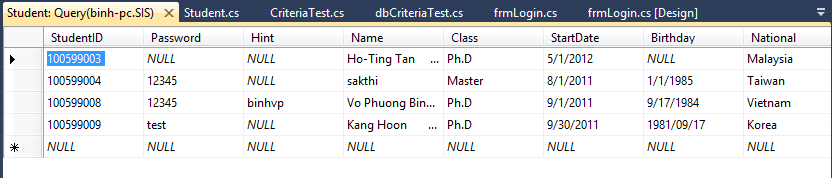 Student: Query(binh-pc.SIS) Student.cs CriteriaTest.cs dbCriteriaTest.cs frmLogin.cs frmLogin.cs [Design]
StudentID Password Hint Name Class StartDate Birthday National
100599003 NULL NULL Ho-Ting Tan ... Ph.D 5/1/2012 NULL Malaysia
100599004 12345 NULL sakthi Master 8/1/2011 1/1/1985 Taiwan
100599008 12345 binhvp Vo Phuong Bin... Ph.D 9/1/2011 9/17/1984 Vietnam
100599009 test NULL Kang Hoon ... Ph.D 9/30/2011 1981/09/17 Korea
NULL NULL NULL NULL NULL NULL NULL NULL